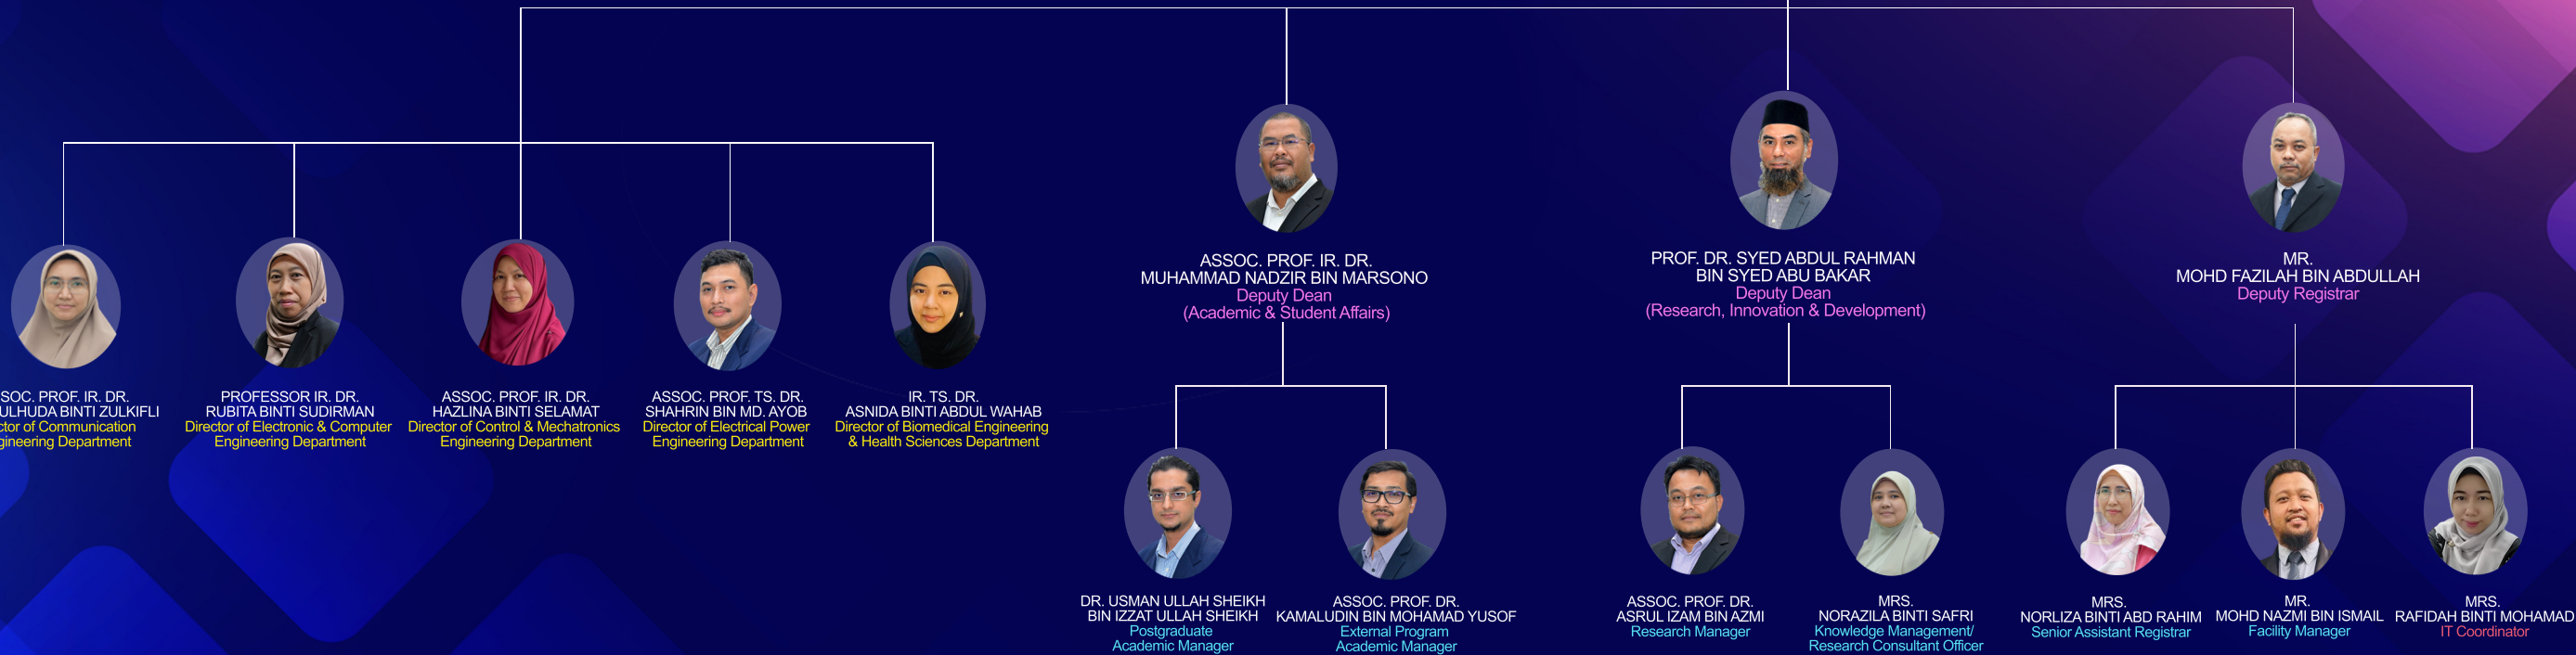 ASSOC. PROF. IR. DR.
MUHAMMAD NADZIR BIN MARSONO
Deputy Dean
(Academic & Student Affairs)
PROF. DR. SYED ABDUL RAHMAN
BIN SYED ABU BAKAR
Deputy Dean
(Research, Innovation & Development)
MR.
MOHD FAZILAH BIN ABDULLAH
Deputy Registrar
PROF. IR. DR.
BINTI ZULKIFLI
of Communication
Department
PROFESSOR IR. DR.
RUBITA BINTI SUDIRMAN
Director of Electronic & Computer
Engineering Department
ASSOC. PROF. IR. DR.
HAZLINA BINTI SELAMAT
Director of Control & Mechatronics
Engineering Department
ASSOC. PROF. TS. DR.
SHAHRIN BIN MD. AYOB
Director of Electrical Power
Engineering Department
IR. TS. DR.
ASNIDA BINTI ABDUL WAHAB
Director of Biomedical Engineering
& Health Sciences Department
DR. USMAN ULLAH SHEIKH
BIN IZZAT ULLAH SHEIKH
Postgraduate
Academic Manager
ASSOC. PROF. DR.
KAMALUDIN BIN MOHAMAD YUSOF
External Program
Academic Manager
ASSOC. PROF. DR.
ASRUL IZAM BIN AZMI
Research Manager
MRS.
NORAZILA BINTI SAFRI
Knowledge Management/
Research Consultant Officer
MRS.
NORLIZA BINTI ABD RAHIM
Senior Assistant Registrar
MR.
MOHD NAZMI BIN ISMAIL
Facility Manager
MRS.
RAFIDAH BINTI MOHAMAD
IT Coordinator